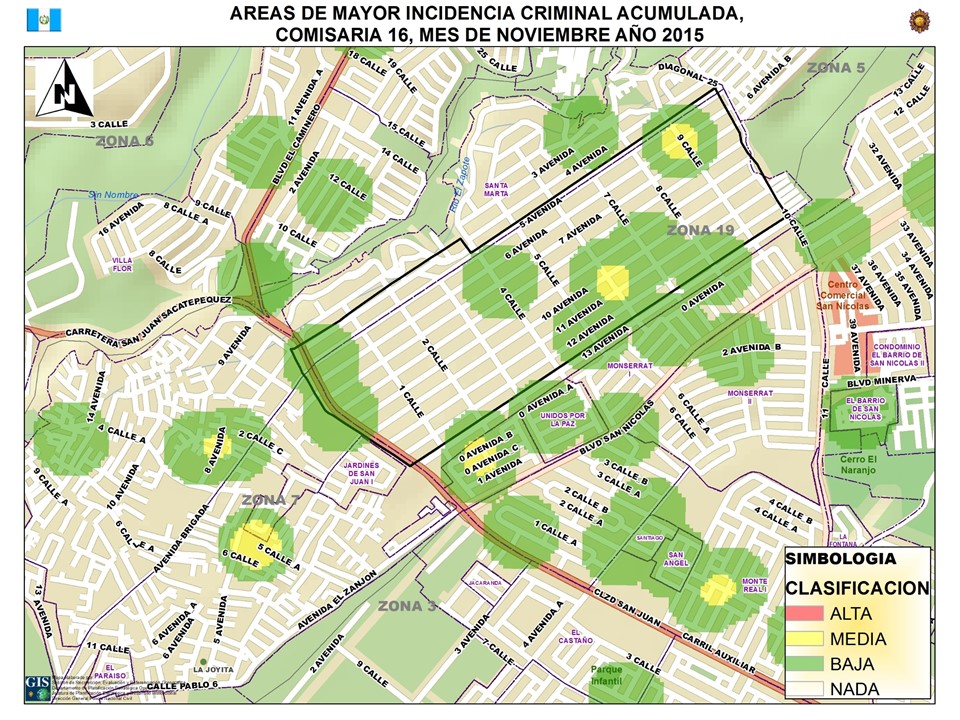 AREAS DE MAYOR INCIDENCIA CRIMINAL ACUMULADA,
COMISARIA 16, MES DE NOVIEMBRE AÑO 2015
N
25 CALLE
18 CALLE
19 CALLE
DIAGONAL 25
6 AVENIDA B
ZONA 5
13 CALLE
12 CALLE
3 CALLE
ZONA 6
11 AVENIDA A
BLVD EL CAMINERO
2 AVENIDA
15 CALLE
14 CALLE
12 CALLE
Rio El Zapote
SANTA
MARTA
3 AVENIDA
4 AVENIDA
9 CALLE
32 AVENIDA
Sin Nombre
16 AVENIDA
9 CALLE
8 CALLE A
8 CALLE
10 CALLE
VILLA
FLOR
5 AVENIDA
6 AVENIDA
7 AVENIDA
7 CALLE
8 CALLE
ZONA 19
10 CALLE
5 CALLE
4 CALLE
33 AVENIDA
34 AVENIDA
35 AVENIDA
36 AVENIDA
37 AVENIDA
39 AVENIDA
Centro
Comercial
San Nicolas
CARRETERA SAN JUAN SACATEPEQUEZ
9 AVENIDA
10 AVENIDA
11 AVENIDA
12 AVENIDA
13 AVENIDA
0 AVENIDA
2 AVENIDA B
2 CALLE
1 CALLE
MONSERRAT
I
MONSERRAT
II
CONDOMINIO
EL BARRIO DE
SAN NICOLAS II
BLVD MINERVA
EL BARRIO
DE SAN
NICOLAS
11 CALLE
Cerro El
Naranjo
14 AVENIDA
4 CALLE A
8 AVENIDA
2 CALLE C
0 AVENIDA A
UNIDOS POR
LA PAZ
BLVD SAN NICOLAS
6 CALLE A
6 CALLE
0 AVENIDA B
0 AVENIDA C
1 AVENIDA
JARDINES
DE SAN
JUAN I
9 CALLE A
10 AVENIDA
ZONA 7
3 CALLE B
3 CALLE A
2 CALLE B
2 CALLE A
4 CALLE B
4 CALLE A
6 CALLE A
AVENIDA BRIGADA
5 CALLE A
6 CALLE
1 CALLE A
SANTIAGO
SAN
ANGEL
LA
FONTANA
MONTE
REAL I
13 AVENIDA
6 AVENIDA A
6 AVENIDA
5 AVENIDA
AVENIDA EL ZANJON
ZONA 3
JACARANDA
CLZD SAN JUAN
CARRIL AUXILIAR
11 CALLE
EL
PARAISO
LA JOYITA
CALLE PABLO 6
2 AVENIDA
9 CALLE
3 AVENIDA
7 CALLE
4 AVENIDA A
EL
CASTAÑO
3 CALLE
Parque
Infantil
GIS
SIMBOLOGIA
CLASIFICACION
ALTA
MEDIA
BAJA
NADA